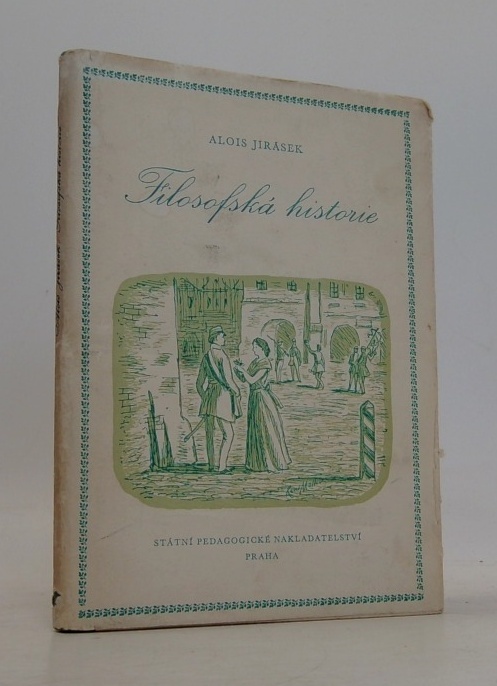 ALOIS JIRÁSEK
Filosofská historie
STÁTNÍ PEDAGOGICKÉ NAKLADATELSTVÍ
PRAHA